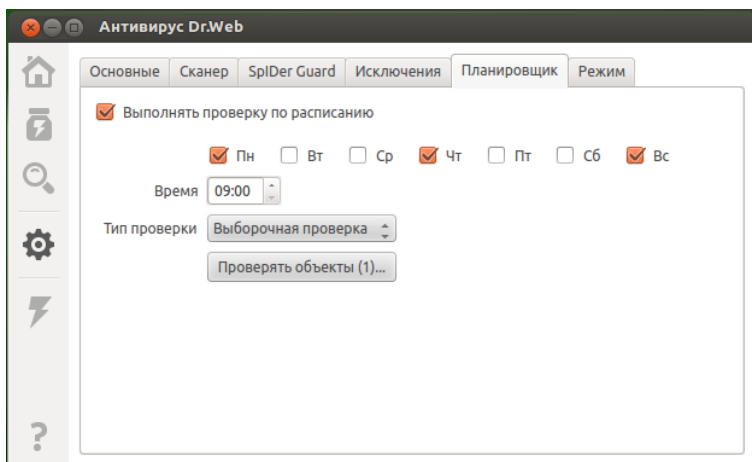 Антивирус Dr.Web
Основные Сканер SpIDer Guard Исключения Планировщик Режим
Выполнять проверку по расписанию
Пн Вт Ср Чт Пт Сб Вс
Время 09:00
Тип проверки Выборочная проверка
Проверять объекты (1)...
?